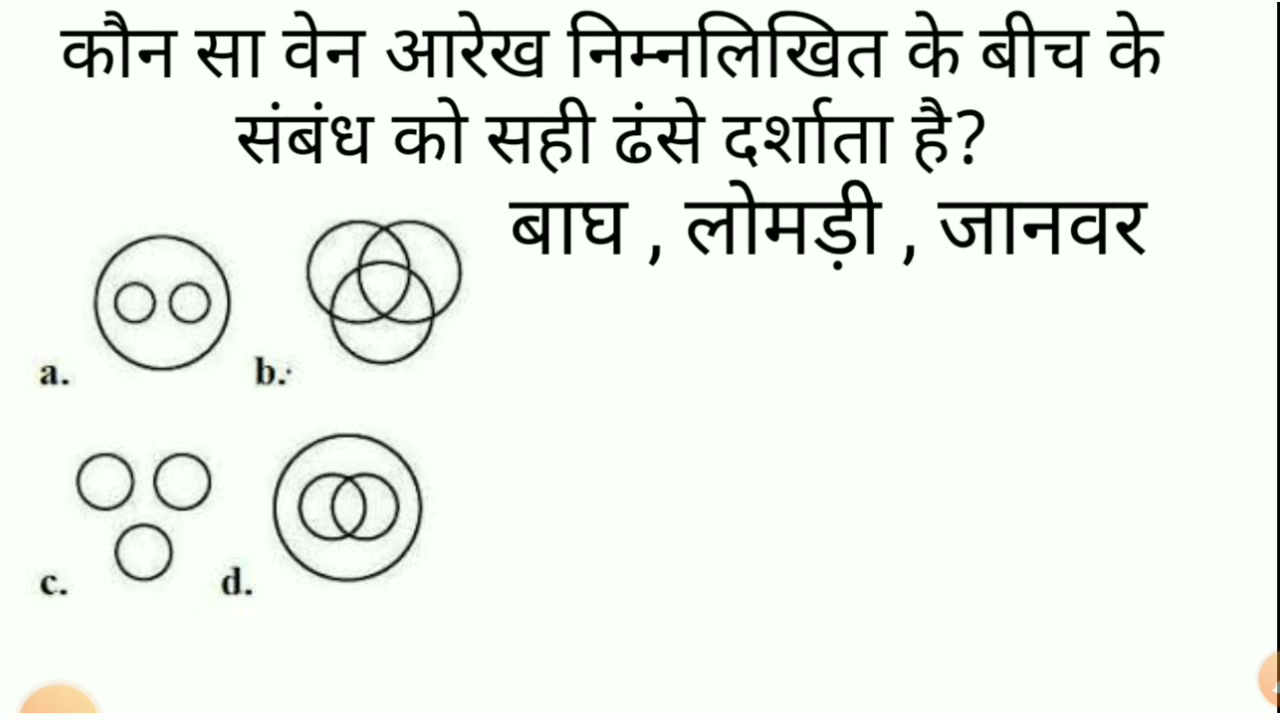 कौन सा वेन आरेख निम्नलिखित के बीच के
संबंध को सही ढंसे दर्शाता है?
बाघ , लोमड़ी , जानवर
a.
b.
c.
d.